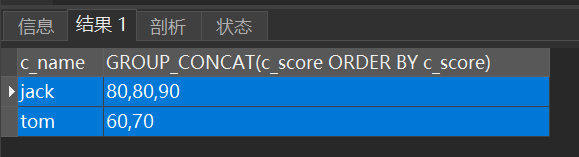 信息 结果 1 剖析 状态
c_name GROUP_CONCAT(c_score ORDER BY c_score)
jack 80,80,90
tom 60,70